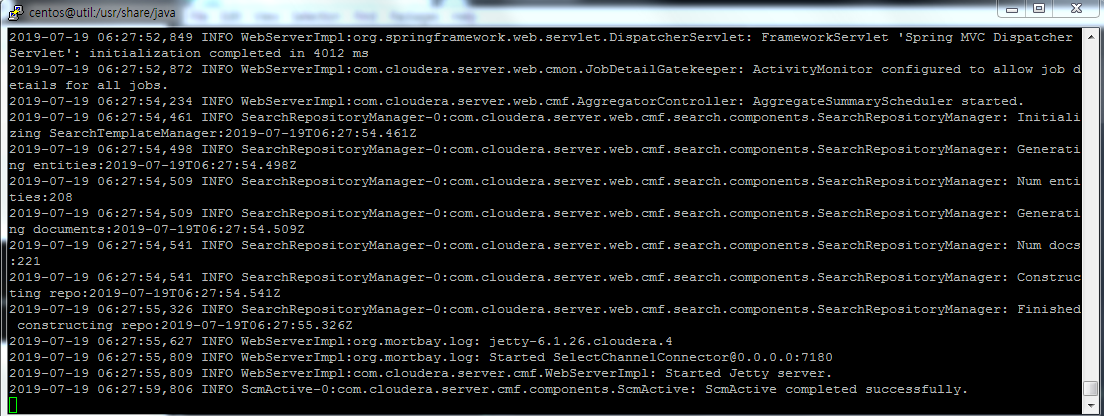 centos@util:/usr/share/java
2019-07-19 06:27:52,849 INFO WebServerImpl:org.springframework.web.servlet.DispatcherServlet: FrameworkServlet 'Spring MVC Dispatcher
Servlet': initialization completed in 4012 ms
2019-07-19 06:27:52,872 INFO WebServerImpl:com.cloudera.server.web.cmon.JobDetailGatekeeper: ActivityMonitor configured to allow job d
etails for all jobs.
2019-07-19 06:27:54,234 INFO WebServerImpl:com.cloudera.server.web.cmf.AggregatorController: AggregateSummaryScheduler started.
2019-07-19 06:27:54,461 INFO SearchRepositoryManager-0:com.cloudera.server.web.cmf.search.components.SearchRepositoryManager: Initiali
zing SearchTemplateManager:2019-07-19T06:27:54.461Z
2019-07-19 06:27:54,498 INFO SearchRepositoryManager-0:com.cloudera.server.web.cmf.search.components.SearchRepositoryManager: Generati
ng entities:2019-07-19T06:27:54.498Z
2019-07-19 06:27:54,509 INFO SearchRepositoryManager-0:com.cloudera.server.web.cmf.search.components.SearchRepositoryManager: Num enti
ties:208
2019-07-19 06:27:54,509 INFO SearchRepositoryManager-0:com.cloudera.server.web.cmf.search.components.SearchRepositoryManager: Generati
ng documents:2019-07-19T06:27:54.509Z
2019-07-19 06:27:54,541 INFO SearchRepositoryManager-0:com.cloudera.server.web.cmf.search.components.SearchRepositoryManager: Num docs
:221
2019-07-19 06:27:54,541 INFO SearchRepositoryManager-0:com.cloudera.server.web.cmf.search.components.SearchRepositoryManager: Construc
ting repo:2019-07-19T06:27:54.541Z
2019-07-19 06:27:55,326 INFO SearchRepositoryManager-0:com.cloudera.server.web.cmf.search.components.SearchRepositoryManager: Finished
constructing repo:2019-07-19T06:27:55.326Z
2019-07-19 06:27:55,627 INFO WebServerImpl:org.mortbay.log: jetty-6.1.26.cloudera.4
2019-07-19 06:27:55,809 INFO WebServerImpl:org.mortbay.log: Started SelectChannelConnector@0.0.0.0:7180
2019-07-19 06:27:55,809 INFO WebServerImpl:com.cloudera.server.cmf.WebServerImpl: Started Jetty server.
2019-07-19 06:27:59,806 INFO ScmActive-0:com.cloudera.server.cmf.components.ScmActive: ScmActive completed successfully.